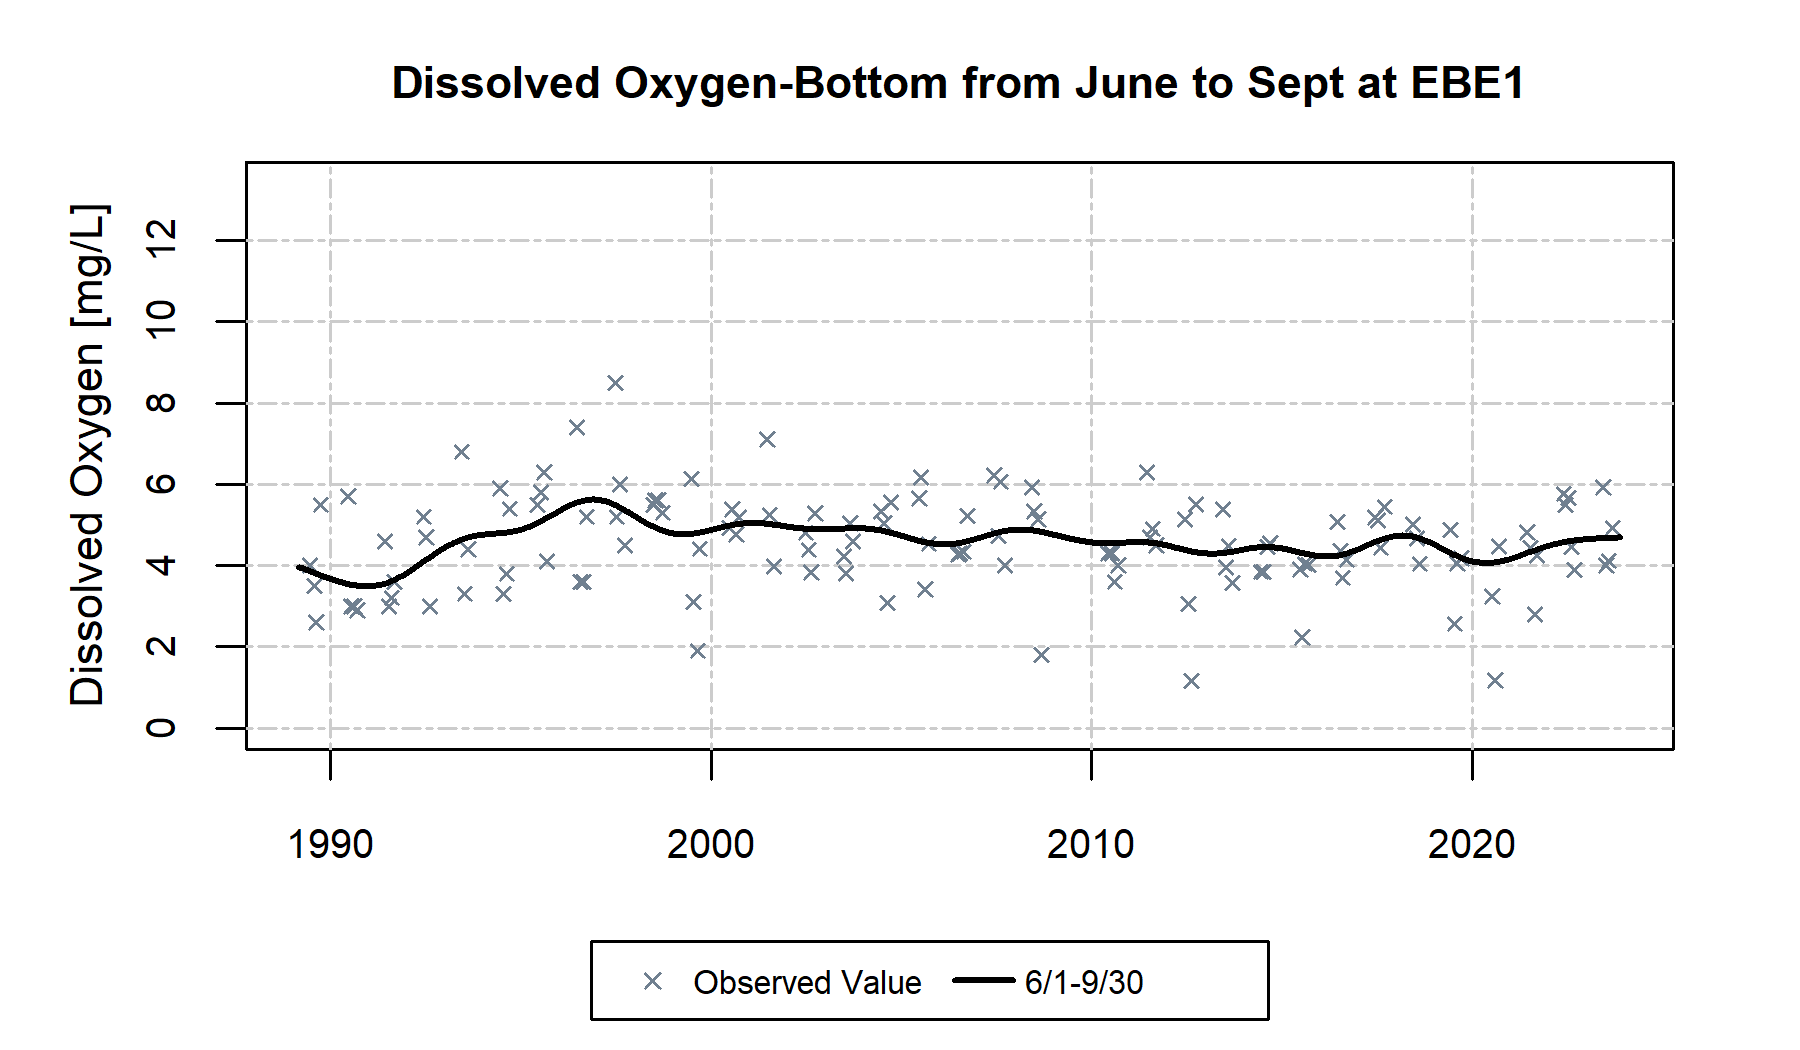 Dissolved Oxygen-Bottom from June to Sept at EBE1
Dissolved Oxygen [mg/L]
12
10
8
6
4
2
0
1990 2000 2010 2020
Observed Value 6/1-9/30